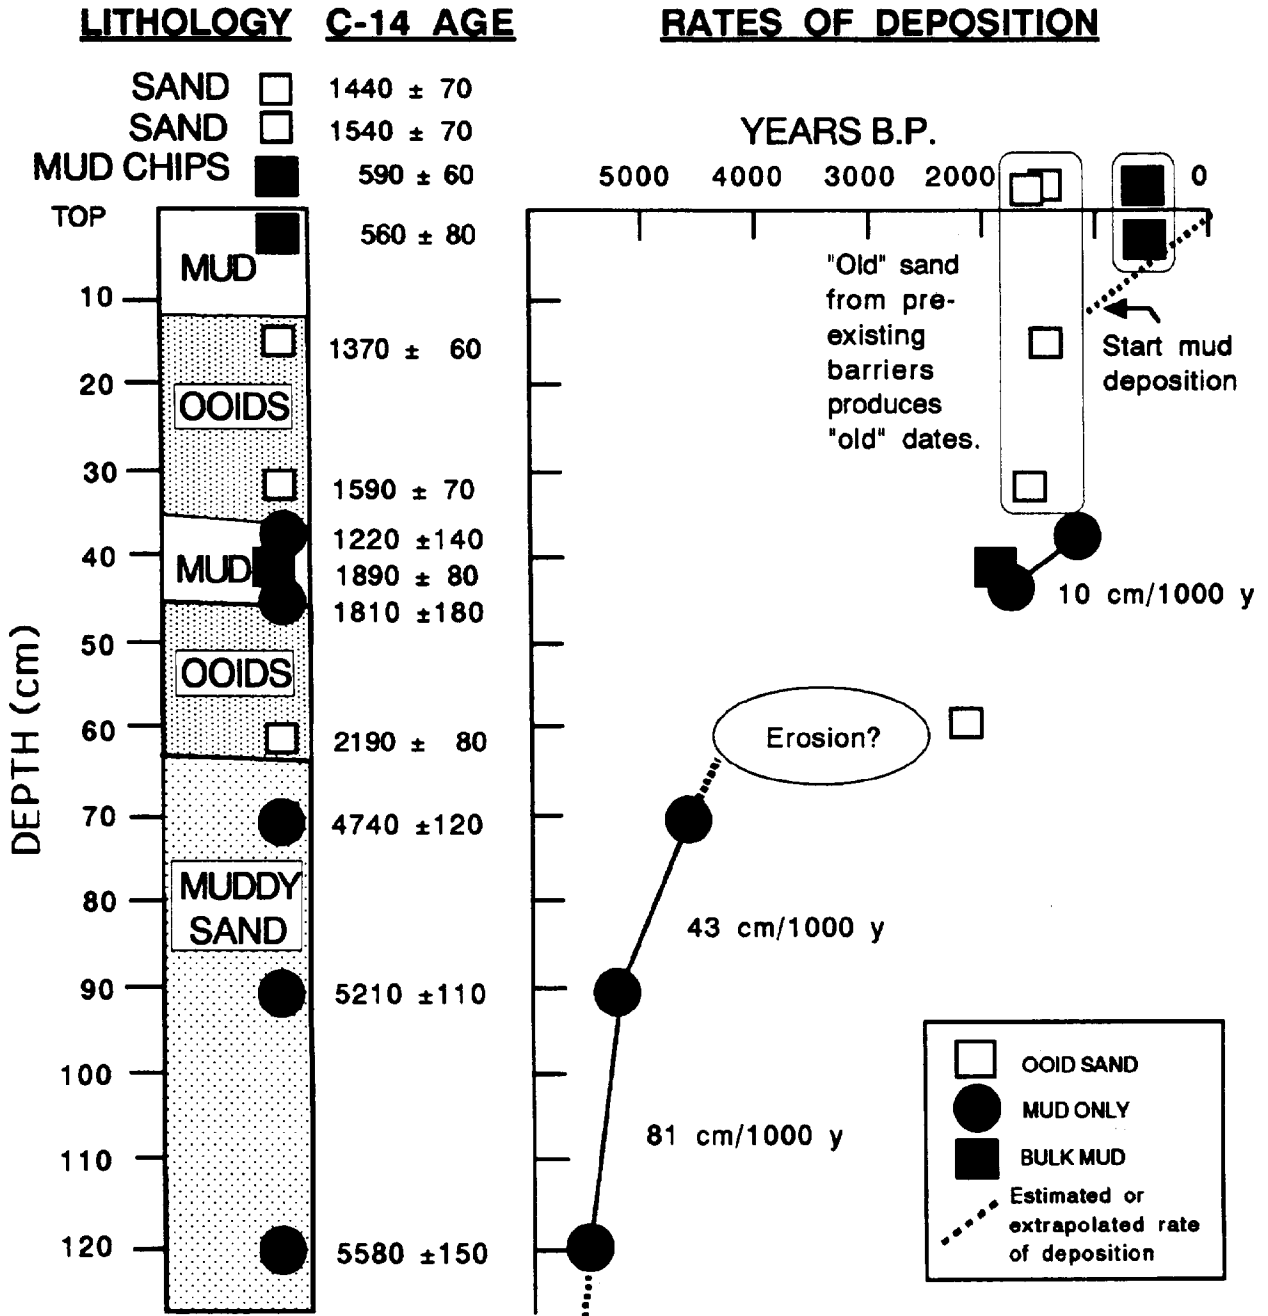 LITHOLOGY C-14 AGE RATES OF DEPOSITION
SAND 1440 ± 70
SAND 1540 ± 70
MUD CHIPS 590 ± 60
YEARS B.P.
5000 4000 3000 2000 0
TOP
560 ± 80
MUD
10
1370 ± 60
20
OOIDS
30
1590 ± 70
1220 ±140
40
MUD
1890 ± 80
1810 ±180
50
OOIDS
60
2190 ± 80
70
4740 ±120
MUDDY
80
SAND
90
5210 ±110
100
110
120
5580 ±150
DEPTH (cm)
"Old" sand
from pre-
existing
barriers
produces
"old" dates.
Start mud
deposition
10 cm/1000 y
Erosion?
43 cm/1000 y
81 cm/1000 y
OOID SAND
MUD ONLY
BULK MUD
Estimated or
extrapolated rate
of deposition